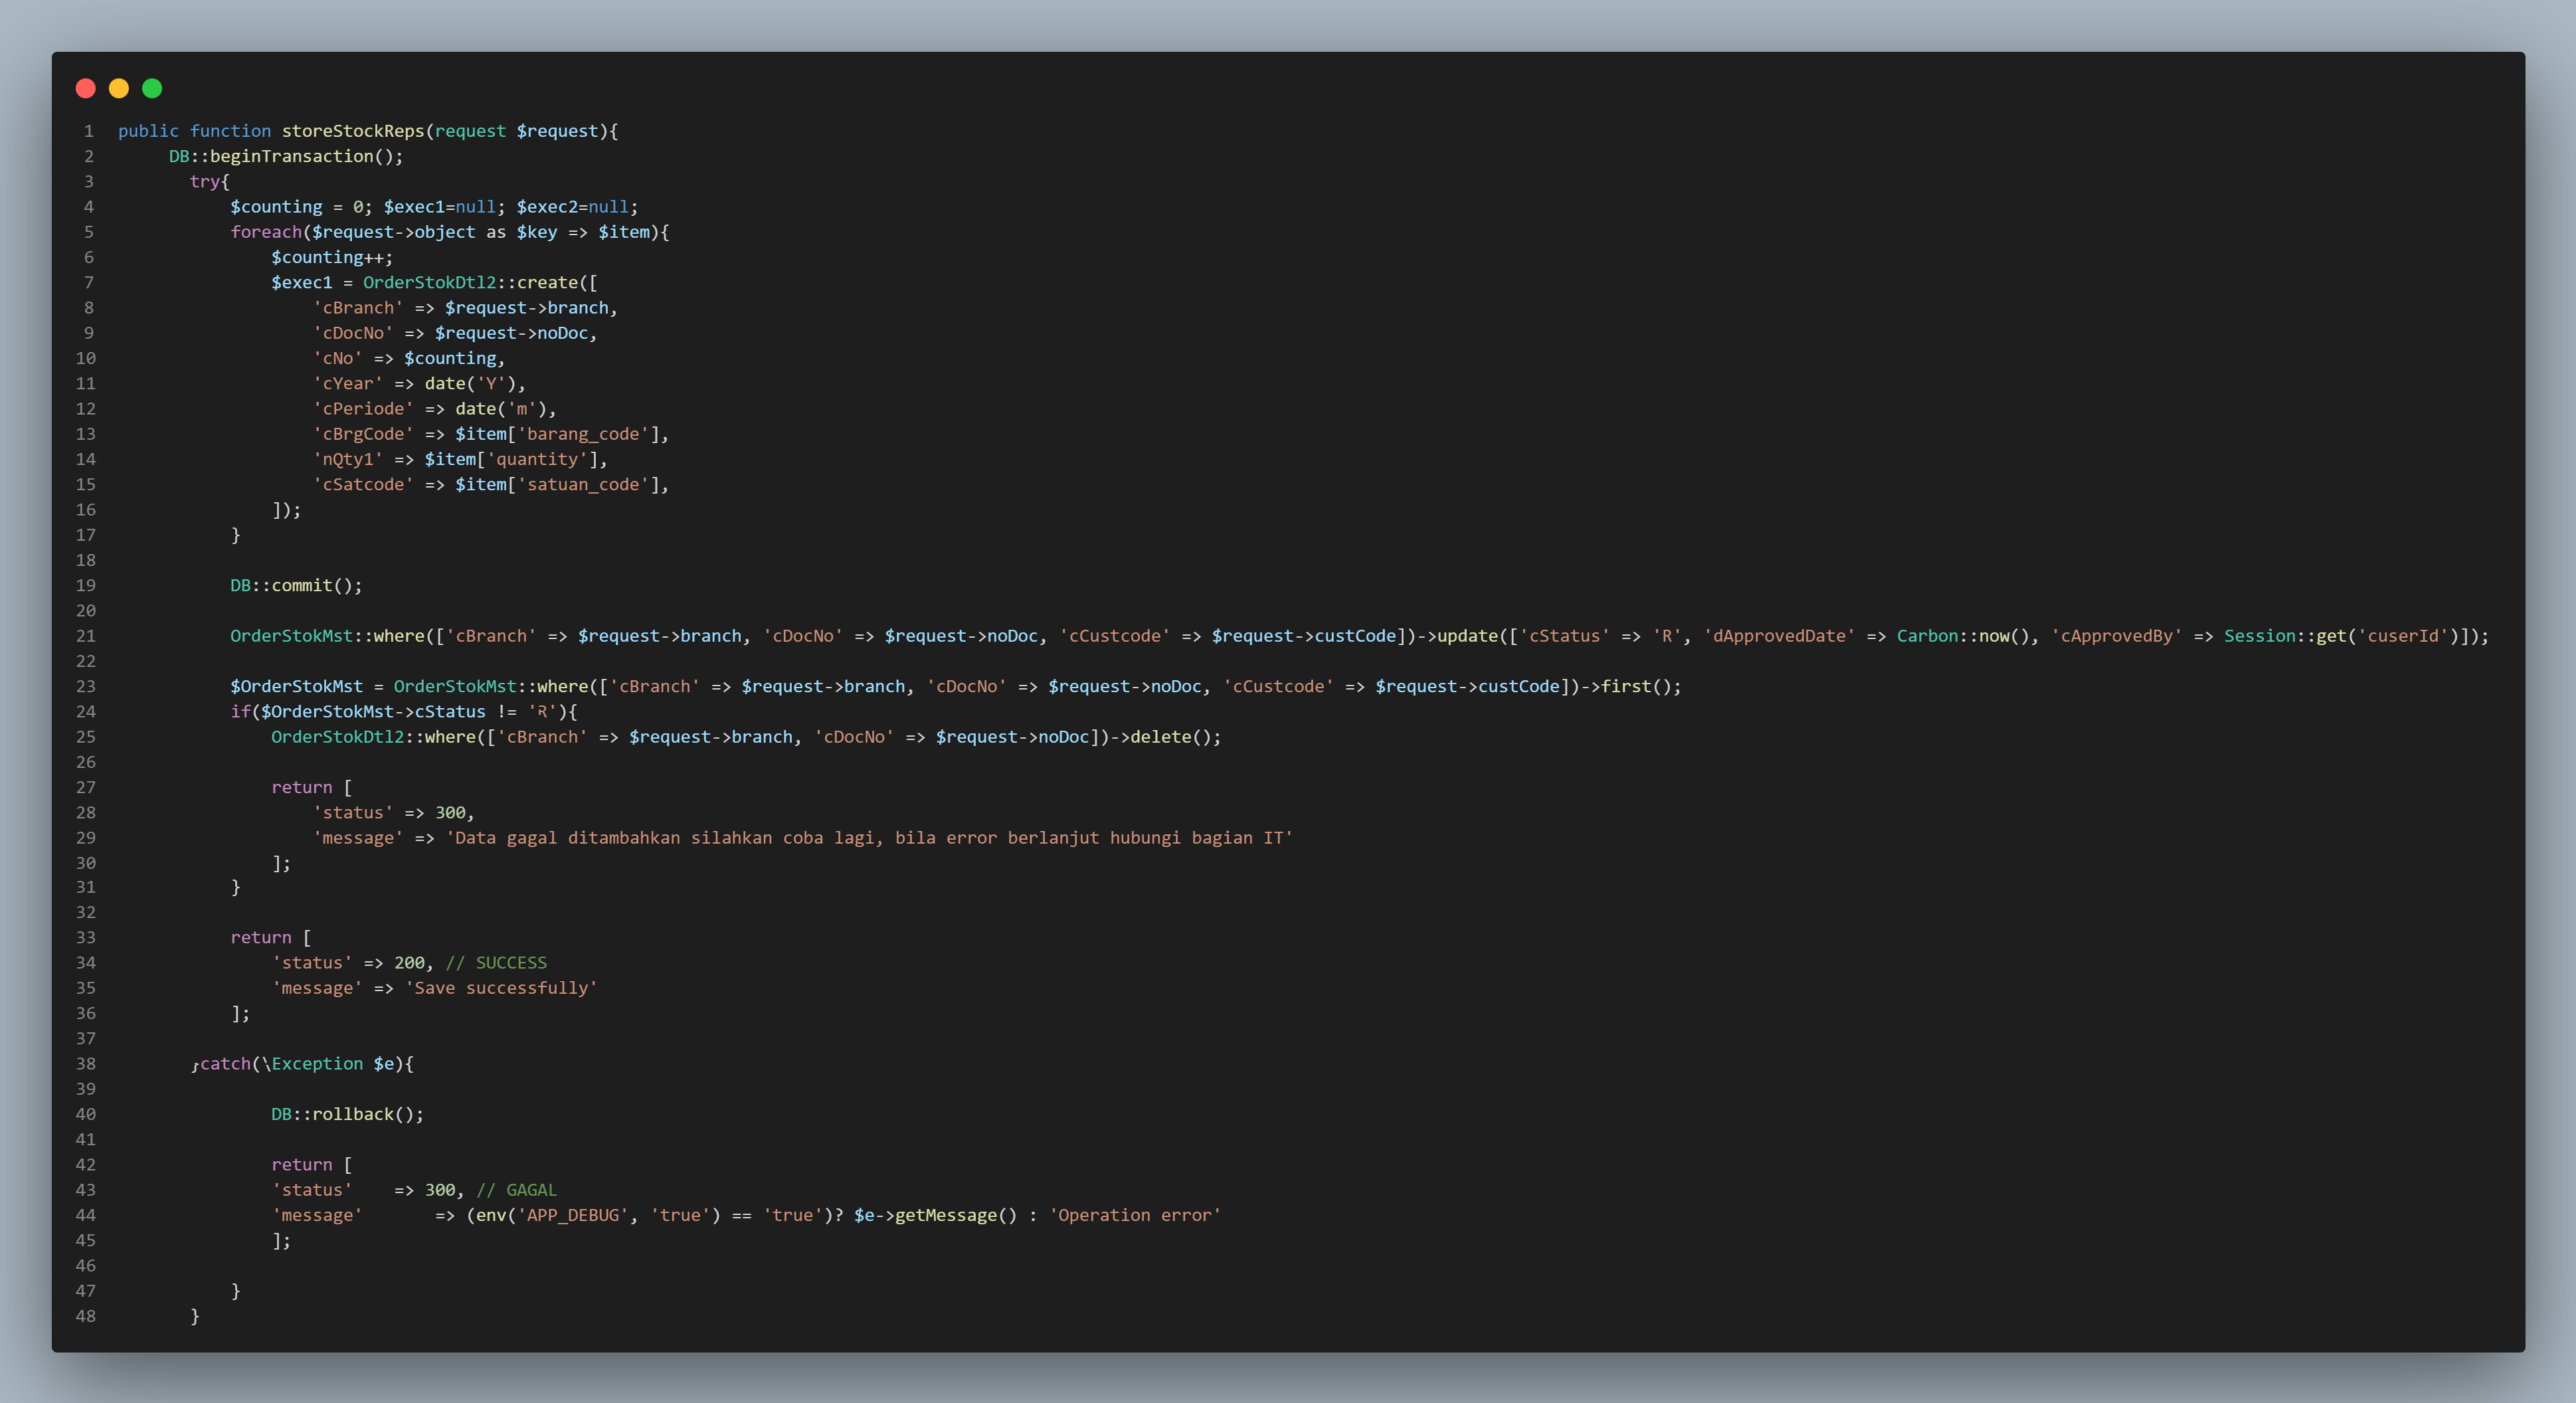 1 public function storeStockReps(request $request){
2 DB::beginTransaction();
3 try{
4 $counting = 0; $exec1=null; $exec2=null;
5 foreach($request->object as $key => $item){
6 $counting++;
7 $exec1 = OrderStokDtl2::create([
8 'cBranch' => $request->branch,
9 'cDocNo' => $request->noDoc,
10 'cNo' => $counting,
11 'cYear' => date('Y'),
12 'cPeriode' => date('m'),
13 'cBrgCode' => $item['barang_code'],
14 'nQty1' => $item['quantity'],
15 'cSatcode' => $item['satuan_code'],
16 ]);
17 }
18
19 DB::commit();
20
21 OrderStokMst::where(['cBranch' => $request->branch, 'cDocNo' => $request->noDoc, 'cCustcode' => $request->custCode])->update(['cStatus' => 'R', 'dApprovedDate' => Carbon::now(), 'cApprovedBy' => Session::get('cuserId')]);
22
23 $OrderStokMst = OrderStokMst::where(['cBranch' => $request->branch, 'cDocNo' => $request->noDoc, 'cCustcode' => $request->custCode])->first();
24 if($OrderStokMst->cStatus != 'R'){
25 OrderStokDtl2::where(['cBranch' => $request->branch, 'cDocNo' => $request->noDoc])->delete();
26
27 return [
28 'status' => 300,
29 'message' => 'Data gagal ditambahkan silahkan coba lagi, bila error berlanjut hubungi bagian IT'
30 ];
31 }
32
33 return [
34 'status' => 200, // SUCCESS
35 'message' => 'Save successfully'
36 ];
37
38 }catch(\Exception $e){
39
40 DB::rollback();
41
42 return [
43 'status' => 300, // GAGAL
44 'message' => (env('APP_DEBUG', 'true') == 'true')? $e->getMessage() : 'Operation error'
45 ];
46
47 }
48 }